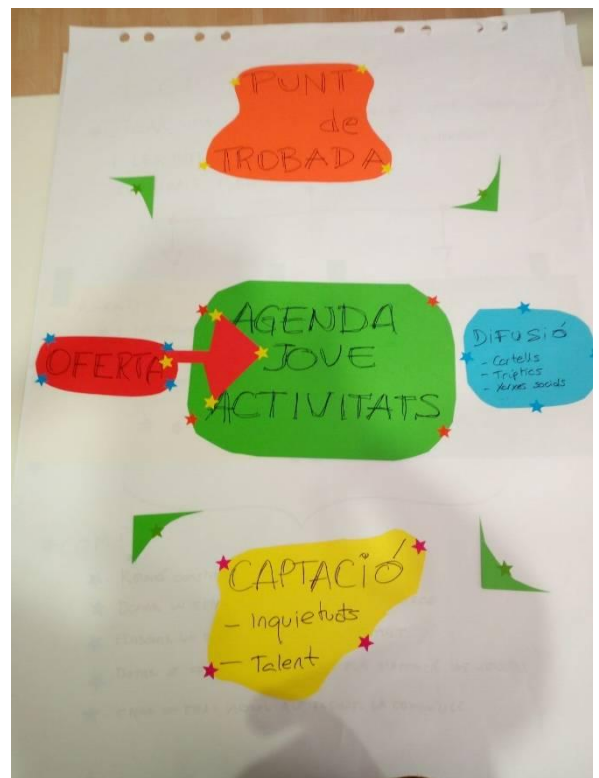 PUNT
de
TROBADA
AGENDA
JOVE
ACTIVITATS
OFERTA
DIFUSIÓ
- Cartells
- Tríptics
- Xarxes socials
CAPTACIÓ
- Inquietuds
- Talent